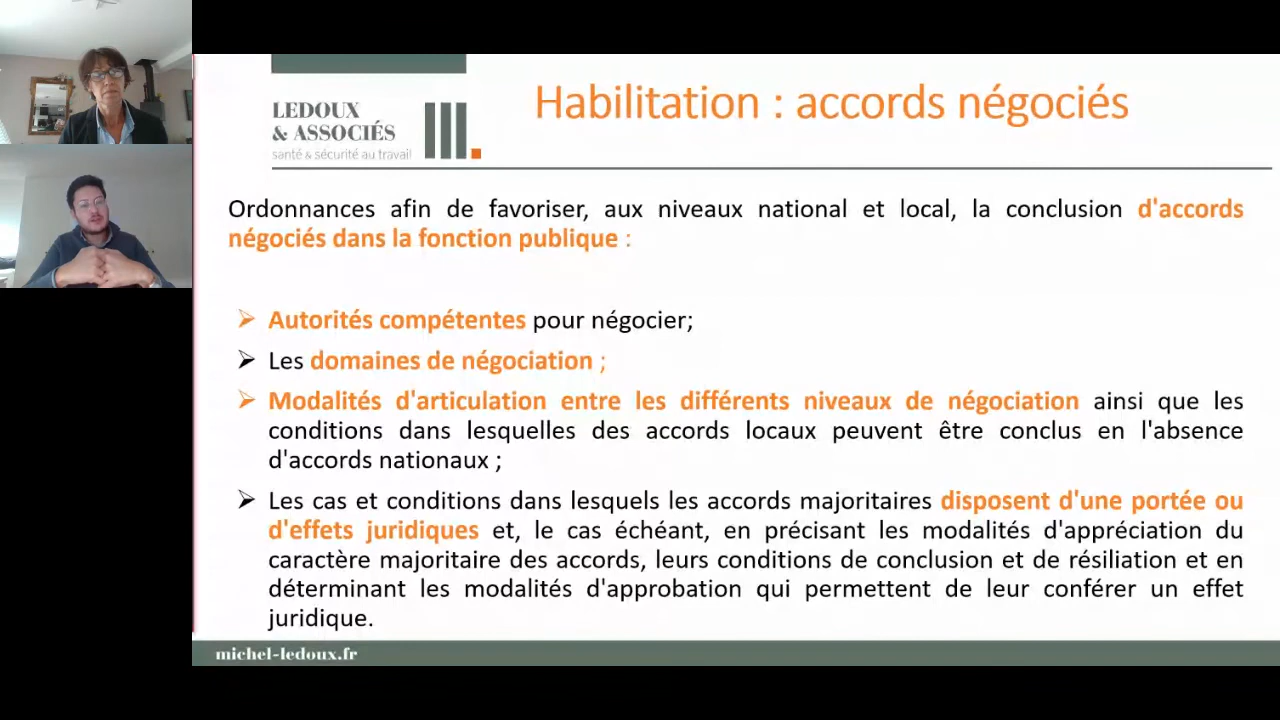 LEDOUX
& ASSOCIÉS
santé & sécurité au travail
Habilitation : accords négociés
Ordonnances afin de favoriser, aux niveaux national et local, la conclusion d'accords
négociés dans la fonction publique :
Autorités compétentes pour négocier;
Les domaines de négociation ;
Modalités d'articulation entre les différents niveaux de négociation ainsi que les
conditions dans lesquelles des accords locaux peuvent être conclus en l'absence
d'accords nationaux ;
Les cas et conditions dans lesquels les accords majoritaires disposent d'une portée ou
d'effets juridiques et, le cas échéant, en précisant les modalités d'appréciation du
caractère majoritaire des accords, leurs conditions de conclusion et de résiliation et en
déterminant les modalités d'approbation qui permettent de leur conférer un effet
juridique.
michel-ledoux.fr